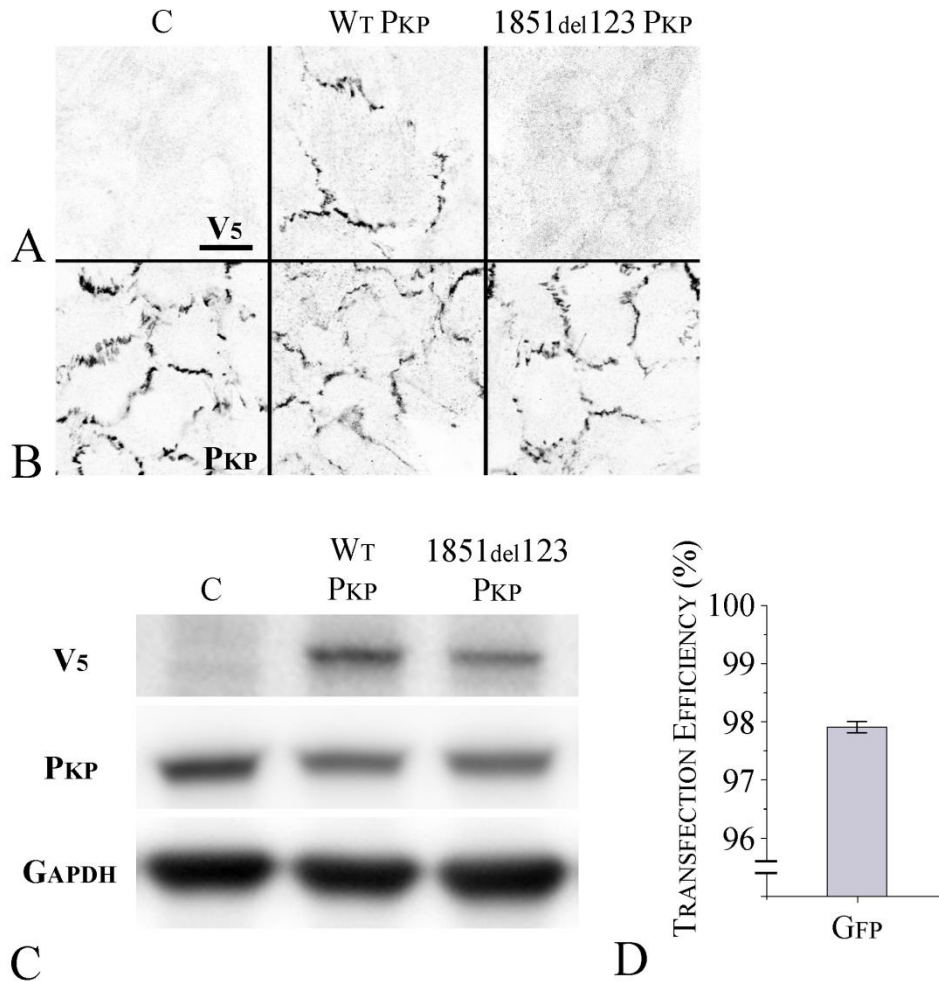 C WT PKP 1851del123 PKP
V5
A
B PKP
WT 1851del123
C PKP PKP
V5
PKP
GAPDH
C
TRANSFECTION EFFICIENCY (%)
100
99
98
97
96
GFP
D